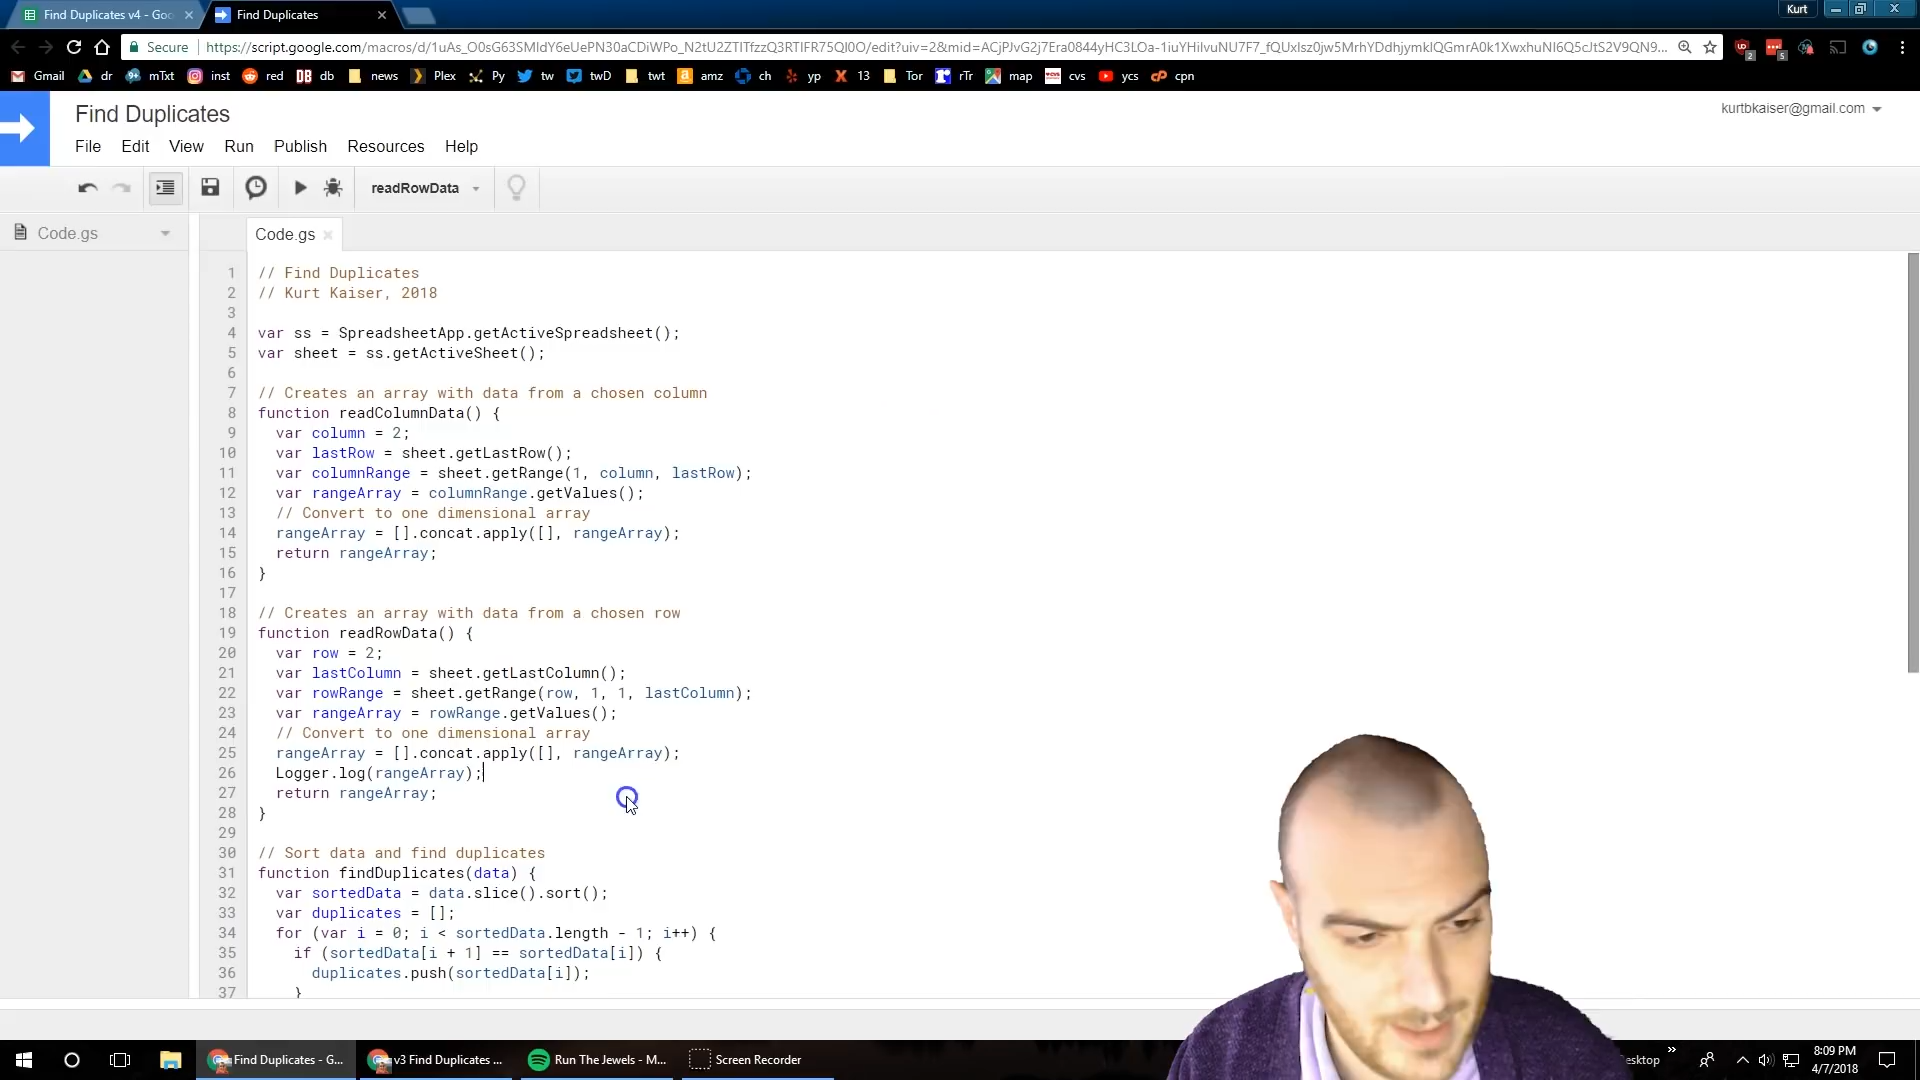 Find Duplicates v4 - Goo
Find Duplicates
Kurt
Secure
https://script.google.com/macros/d/1uAs_O0sG63SMIdY6eUePN30aCDiWPo_N2tU2ZTITfzzQ3RTIFR75QI0O/edit?uiv=2&mid=ACjPJvG2j7Era0844yHC3LOa-1iuYHiIvuNU7F7_fQUxIsz0jw5MrhYDdhjymkIQGmrA0k1XwxhuNI6Q5cJtS2V9QN9...
Gmail dr mTxt inst red db news Plex Py tw twD twt amz ch yp 13 Tor rTr map cvs ycs cpn
Find Duplicates
kurtbkaiser@gmail.com
File Edit View Run Publish Resources Help
readRowData
Code.gs
Code.gs
1 // Find Duplicates
2 // Kurt Kaiser, 2018
3
4 var ss = SpreadsheetApp.getActiveSpreadsheet();
5 var sheet = ss.getActiveSheet();
6
7 // Creates an array with data from a chosen column
8 function readColumnData() {
9 var column = 2;
10 var lastRow = sheet.getLastRow();
11 var columnRange = sheet.getRange(1, column, lastRow);
12 var rangeArray = columnRange.getValues();
13 // Convert to one dimensional array
14 rangeArray = [].concat.apply([], rangeArray);
15 return rangeArray;
16 }
17
18 // Creates an array with data from a chosen row
19 function readRowData() {
20 var row = 2;
21 var lastColumn = sheet.getLastColumn();
22 var rowRange = sheet.getRange(row, 1, 1, lastColumn);
23 var rangeArray = rowRange.getValues();
24 // Convert to one dimensional array
25 rangeArray = [].concat.apply([], rangeArray);
26 Logger.log(rangeArray);
27 return rangeArray;
28 }
29
30 // Sort data and find duplicates
31 function findDuplicates(data) {
32 var sortedData = data.slice().sort();
33 var duplicates = [];
34 for (var i = 0; i < sortedData.length - 1; i++) {
35 if (sortedData[i + 1] == sortedData[i]) {
36 duplicates.push(sortedData[i]);
37 }
Find Duplicates - G...
v3 Find Duplicates ...
Run The Jewels - M...
Screen Recorder
esktop
8:09 PM
4/7/2018